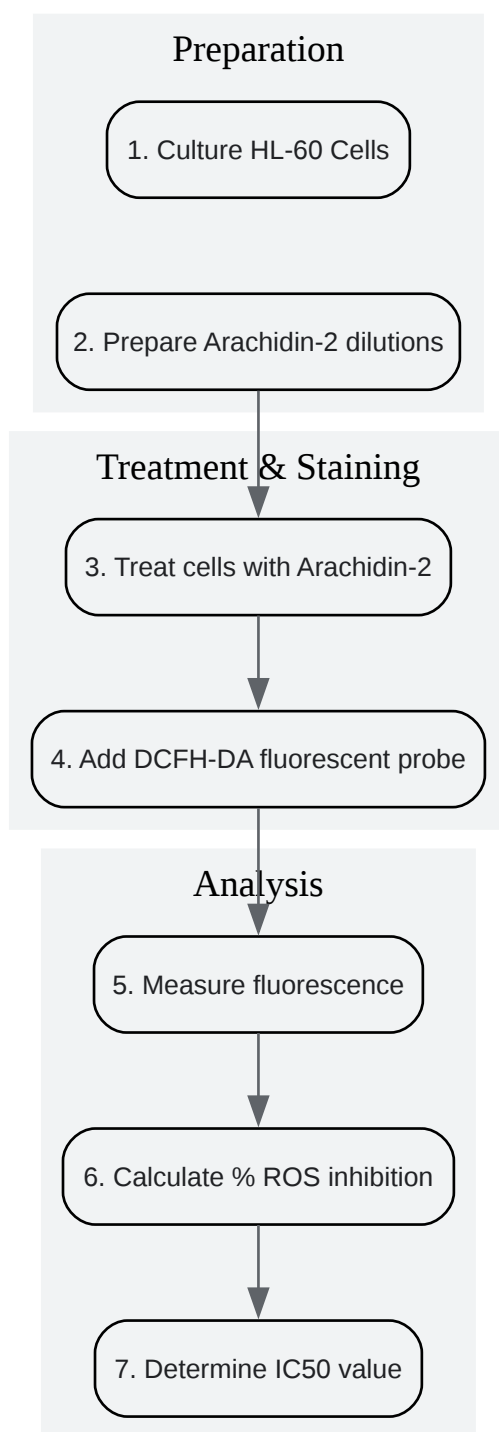 Preparation
1. Culture HL-60 Cells
2. Prepare Arachidin-2 dilutions
Treatment & Staining
3. Treat cells with Arachidin-2
4. Add DCFH-DA fluorescent probe
Analysis
5. Measure fluorescence
6. Calculate % ROS inhibition
7. Determine IC50 value